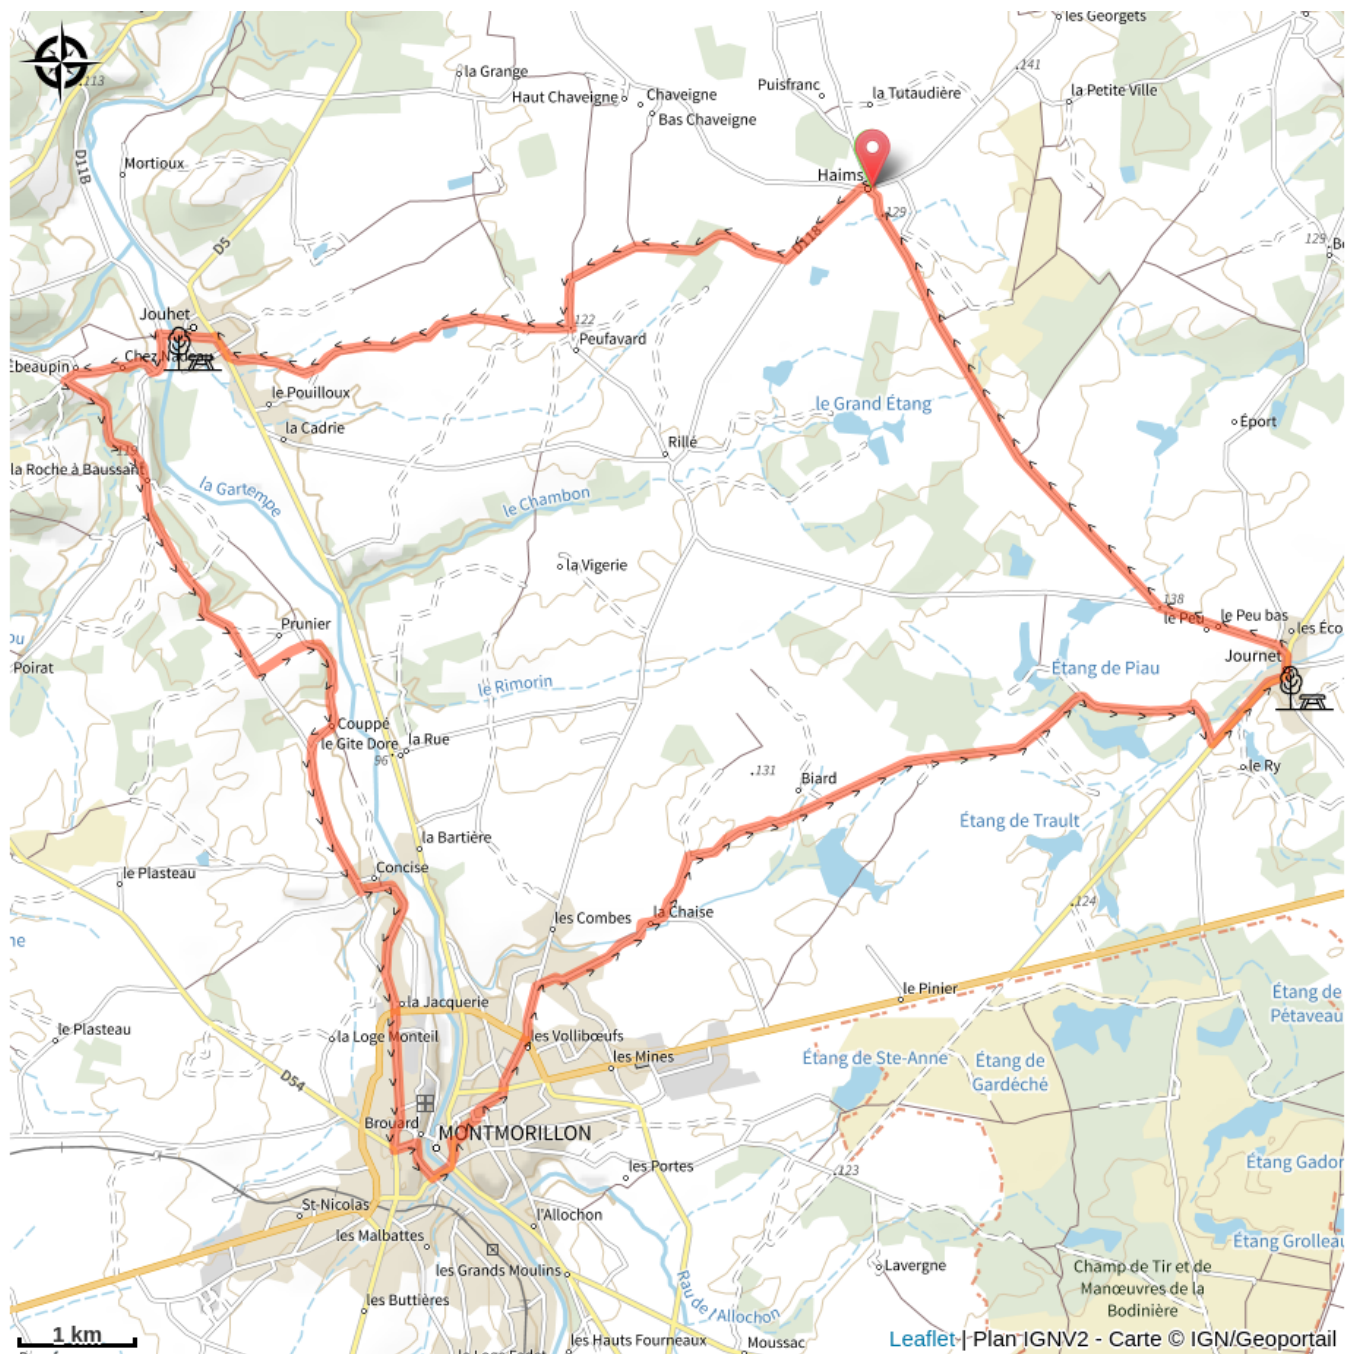 les Georgets
113
la Grange
141
Puisfranc
Haut Chaveigne
Chaveigne
la Tutaudière
la Petite Ville
Bas Chaveigne
D11B
Mortioux
Haims
129
D5
D118
129
Jouhet
122
Peufavard
Chez Nadeau
Ebeaupin
le Pouilloux
le Grand Étang
Éport
la Cadrie
Rillé
119
la Roche à Baussant
la Gartempe
le Chambon
la Vigerie
138
le Peu
le Peu bas
les Éco
Prunier
Journet
Poirat
Étang de Piau
le Rimorin
Couppé
le Gîte Dore
la Rue
96
131
Biard
le Ry
Étang de Trault
la Bartière
Concise
le Plasteau
124
les Combes
la Chaise
le Pinier
Étang de
Pétaveau
la Jacquerie
le Plasteau
la Loge Monteil
les Vollibœufs
les Mines
Étang de Ste-Anne
Étang de
Gardéché
D54
Brouard
MONTMORILLON
les Portes
123
Étang Gador
St-Nicolas
l'Allochon
les Malbattes
Étang Grolleau
les Grands Moulins
Lavergne
Champ de Tir et de
Manœuvres de la
Bodinière
les Buttières
Rau de l'Allochon
1 km
les Hauts Fourneaux
Moussac
Leaflet | Plan IGNV2 - Carte © IGN/Geoportail